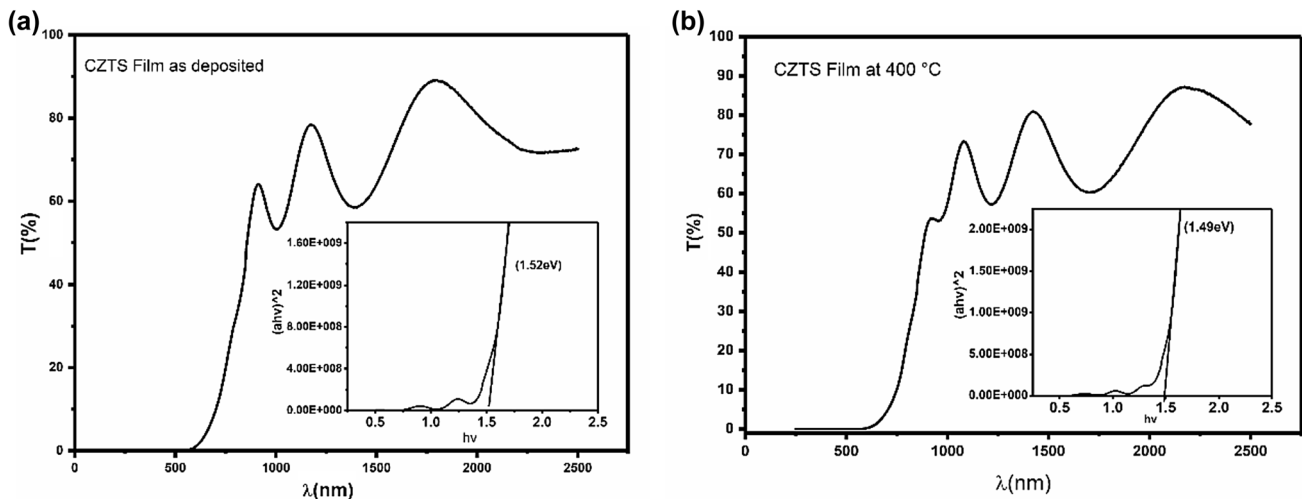 (a)
CZTS Film as deposited
100
80
60
40
20
0
T(%)
0
500
1000
1500
2000
2500
λ(nm)
1.60E+009
1.20E+009
8.00E+008
4.00E+008
0.00E+000
(ahv)^2
(1.52eV)
0.5
1.0
1.5
2.0
2.5
hv
(b)
CZTS Film at 400 °C
100
90
80
70
60
50
40
30
20
10
0
T(%)
0
500
1000
1500
2000
2500
λ(nm)
2.00E+009
1.50E+009
1.00E+009
5.00E+008
0.00E+000
(ahv)^2
(1.49eV)
0.5
1.0
1.5
2.0
2.5
hv